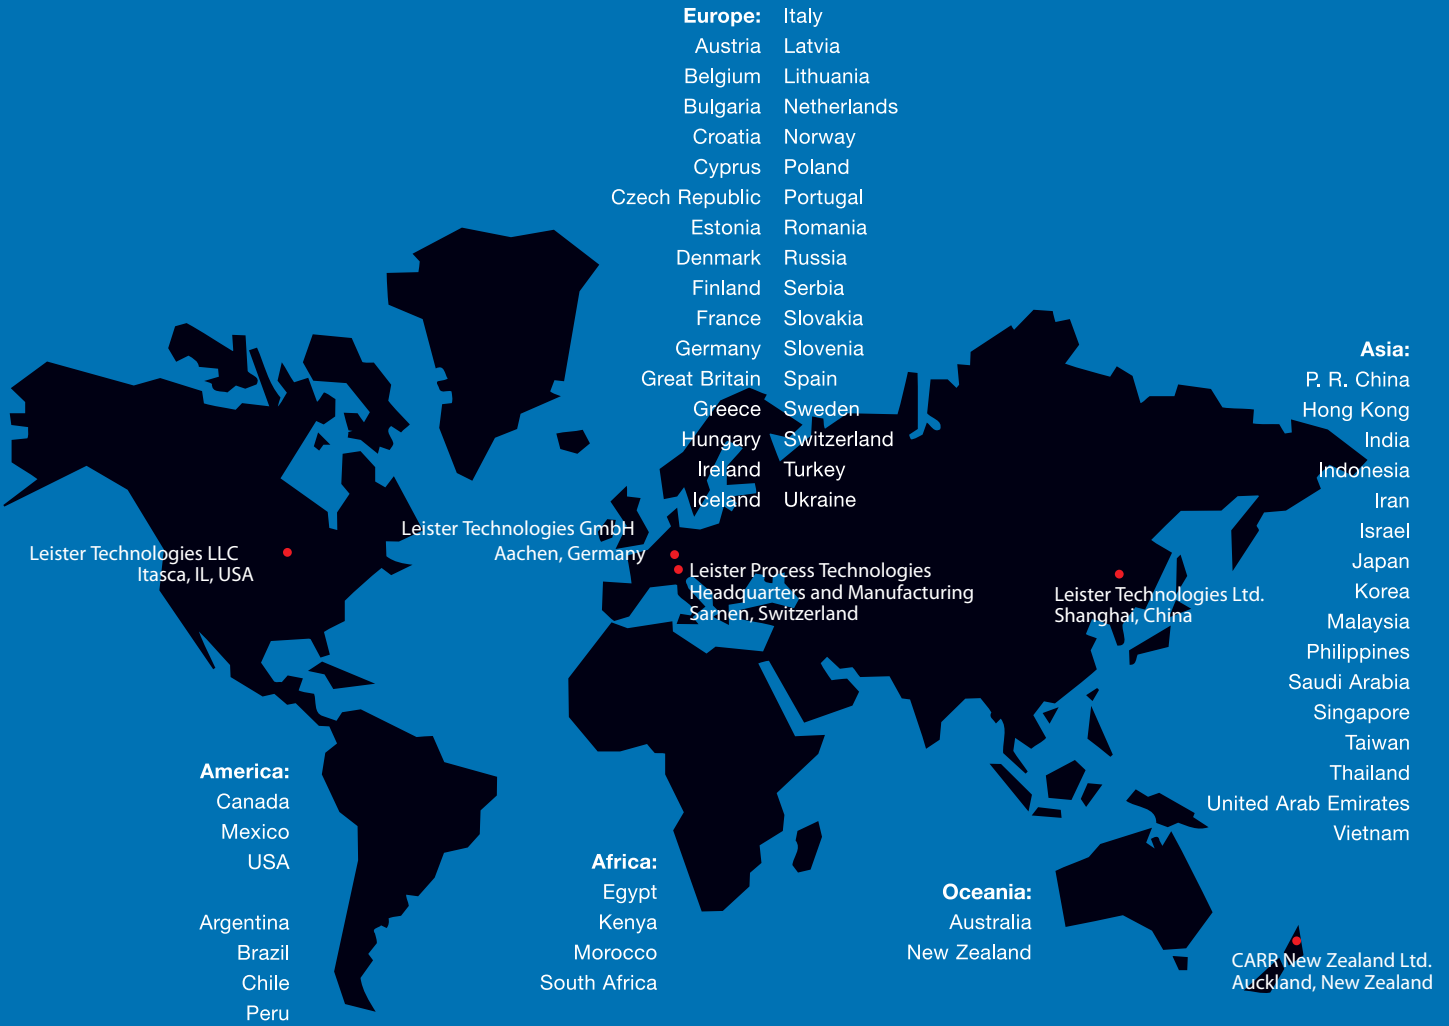 Europe:
Austria
Belgium
Bulgaria
Croatia
Cyprus
Czech Republic
Estonia
Denmark
Finland
France
Germany
Great Britain
Greece
Hungary
Ireland
Iceland
Italy
Latvia
Lithuania
Netherlands
Norway
Poland
Portugal
Romania
Russia
Serbia
Slovakia
Slovenia
Spain
Sweden
Switzerland
Turkey
Ukraine
Asia:
P. R. China
Hong Kong
India
Indonesia
Iran
Israel
Japan
Korea
Malaysia
Philippines
Saudi Arabia
Singapore
Taiwan
Thailand
United Arab Emirates
Vietnam
Leister Technologies LLC
Itasca, IL, USA
Leister Technologies GmbH
Aachen, Germany
Leister Process Technologies
Headquarters and Manufacturing
Sarnen, Switzerland
Leister Technologies Ltd.
Shanghai, China
America:
Canada
Mexico
USA
Argentina
Brazil
Chile
Peru
Africa:
Egypt
Kenya
Morocco
South Africa
Oceania:
Australia
New Zealand
CARR New Zealand Ltd.
Auckland, New Zealand